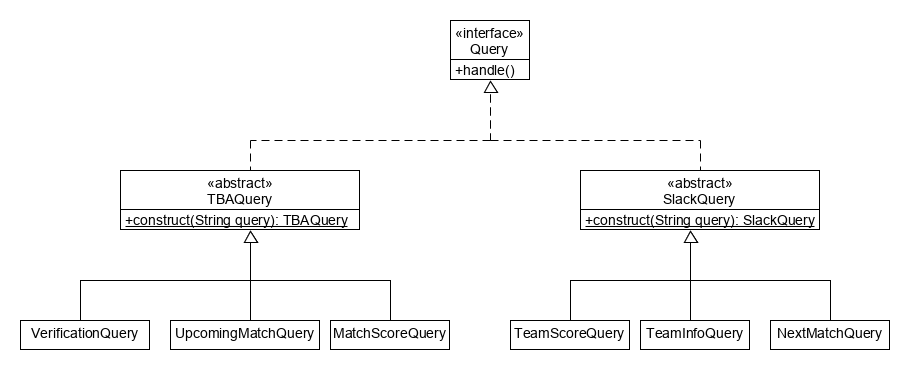 «interface»
Query
+handle()
«abstract»
TBAQuery
+construct(String query): TBAQuery
«abstract»
SlackQuery
+construct(String query): SlackQuery
VerificationQuery
UpcomingMatchQuery
MatchScoreQuery
TeamScoreQuery
TeamInfoQuery
NextMatchQuery